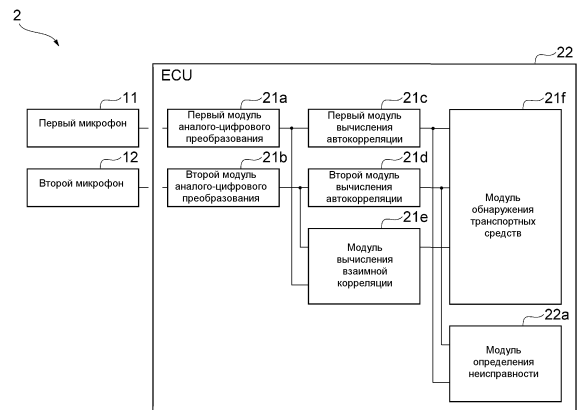 2
22
ECU
11
Первый микрофон
21a
Первый модуль
аналого-цифрового
преобразования
21c
Первый модуль
вычисления
автокорреляции
21f
Модуль
обнаружения
транспортных
средств
12
Второй микрофон
21b
Второй модуль
аналого-цифрового
преобразования
21d
Второй модуль
вычисления
автокорреляции
21e
Модуль
вычисления
взаимной
корреляции
22a
Модуль
определения
неисправности